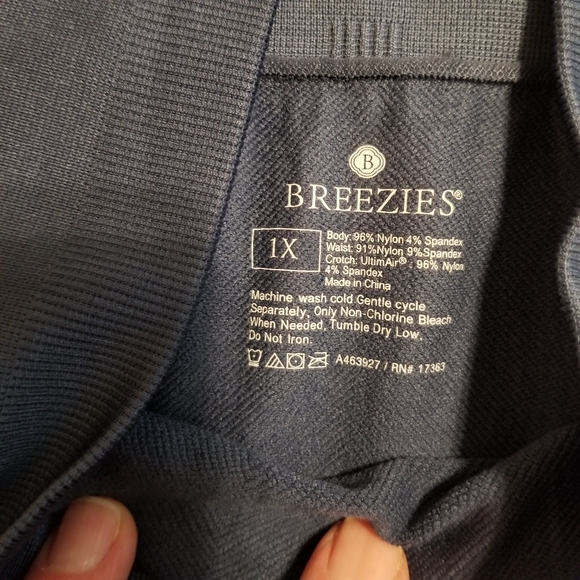 B
BREEZIES®
1X
Body: 96% Nylon 4% Spandex
Waist: 91%Nylon 9%Spandex
Crotch: UltimAir® : 96% Nylon
4% Spandex
Made in China
Machine wash cold Gentle cycle
Separately, Only Non-Chlorine Bleach
When Needed, Tumble Dry Low,
Do Not Iron.
A463927 / RN# 17363